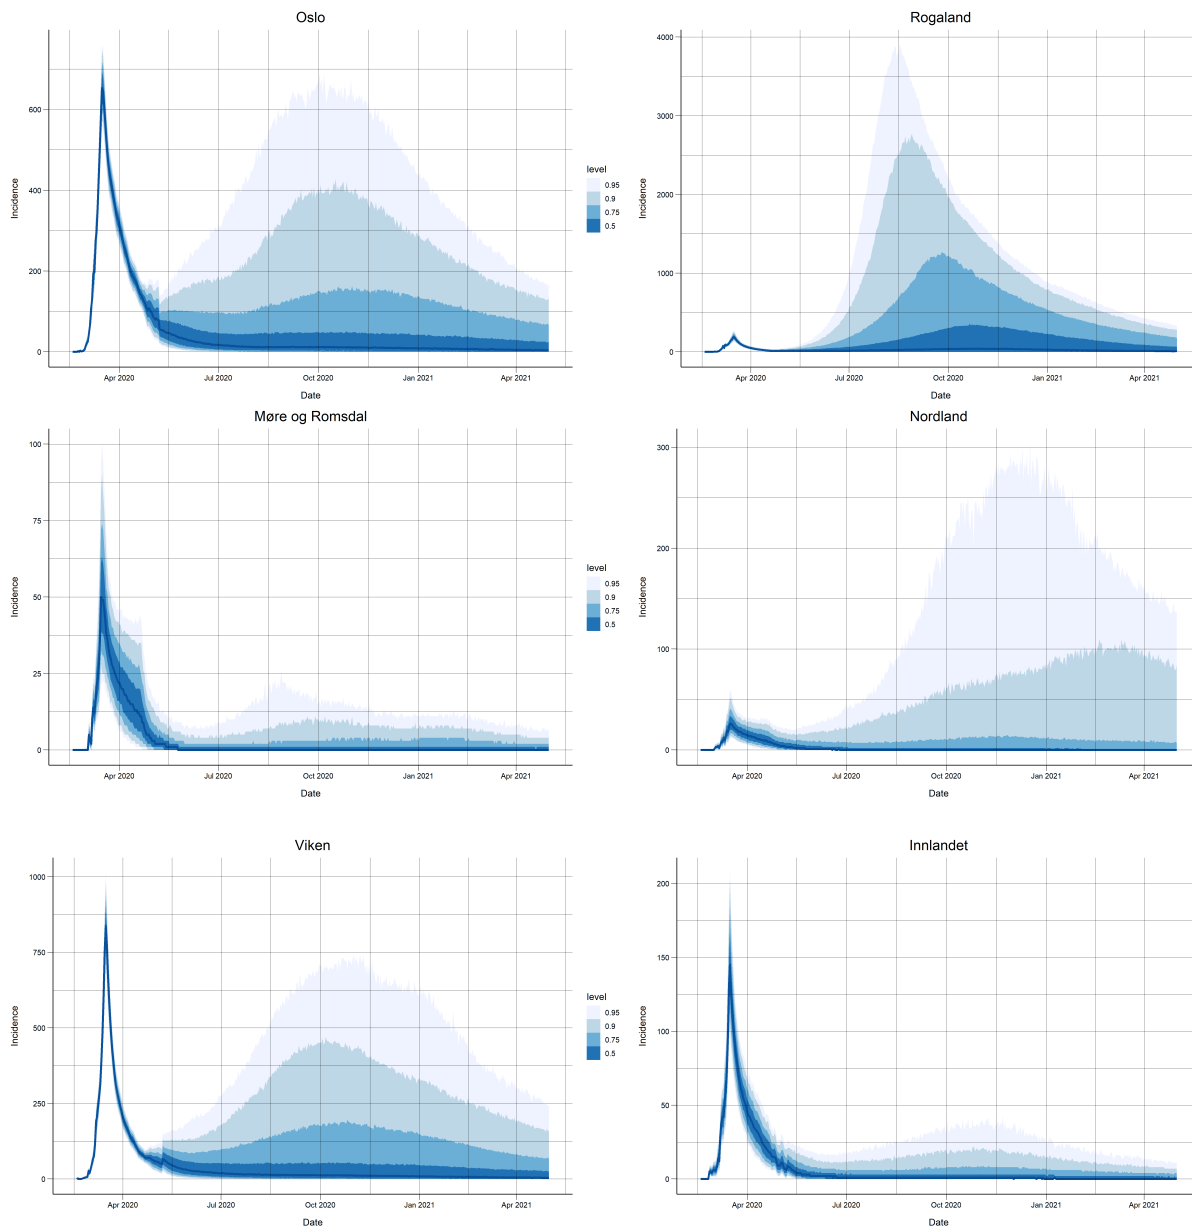 Oslo
Incidence
600
400
200
0
Apr 2020 Jul 2020 Oct 2020 Jan 2021 Apr 2021
Date
level
0.95
0.9
0.75
0.5
Rogaland
Incidence
4000
3000
2000
1000
0
Apr 2020 Jul 2020 Oct 2020 Jan 2021 Apr 2021
Date
Møre og Romsdal
Incidence
100
75
50
25
0
Apr 2020 Jul 2020 Oct 2020 Jan 2021 Apr 2021
Date
level
0.95
0.9
0.75
0.5
Nordland
Incidence
300
200
100
0
Apr 2020 Jul 2020 Oct 2020 Jan 2021 Apr 2021
Date
Viken
Incidence
1000
750
500
250
0
Apr 2020 Jul 2020 Oct 2020 Jan 2021 Apr 2021
Date
level
0.95
0.9
0.75
0.5
Innlandet
Incidence
200
150
100
50
0
Apr 2020 Jul 2020 Oct 2020 Jan 2021 Apr 2021
Date